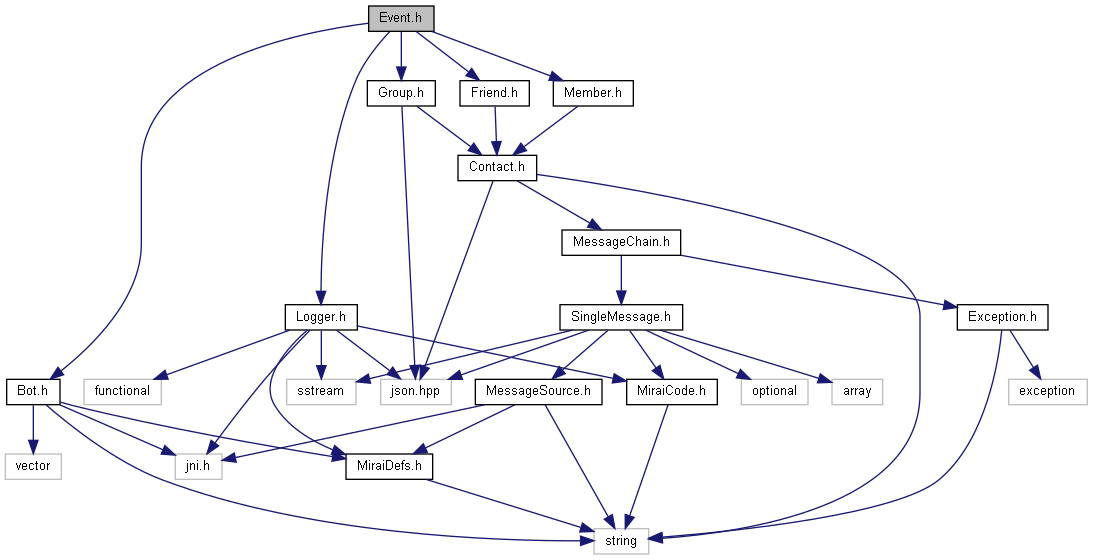 Event.h
Group.h
Friend.h
Member.h
Contact.h
MessageChain.h
Logger.h
SingleMessage.h
Exception.h
Bot.h
functional
sstream
json.hpp
MessageSource.h
MiraiCode.h
optional
array
exception
vector
jni.h
MiraiDefs.h
string